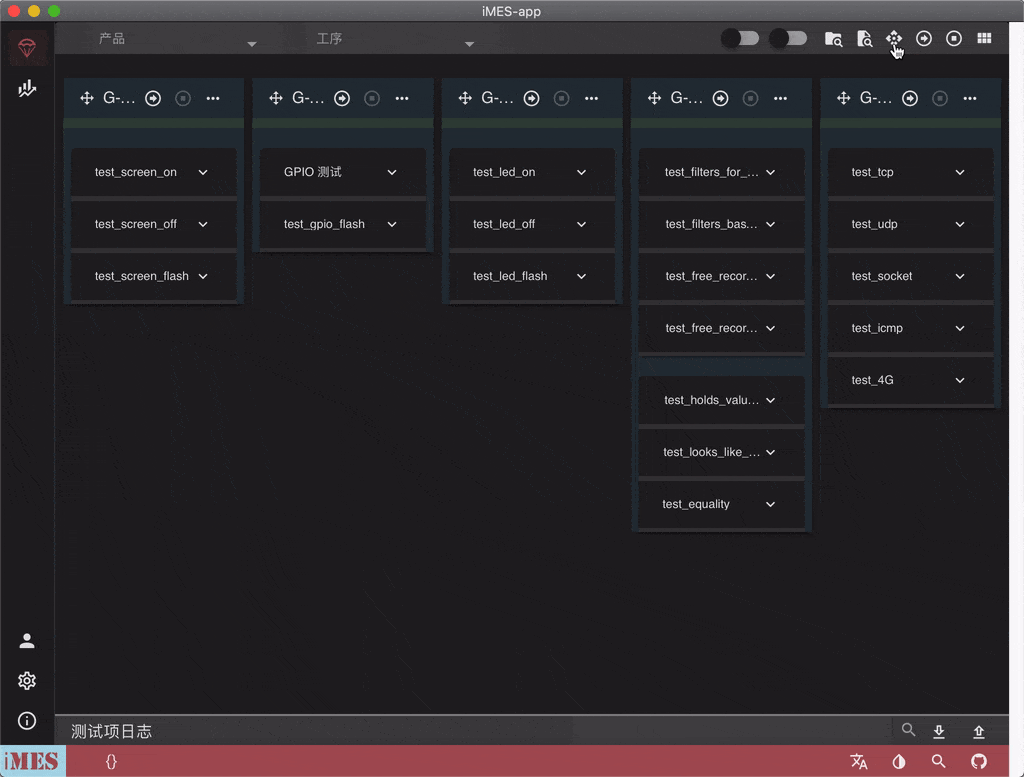 iMES-app
产品
工序
G-...
G-...
G-...
G-...
G-...
test_screen_on
test_screen_off
test_screen_flash
GPIO 测试
test_gpio_flash
test_led_on
test_led_off
test_led_flash
test_filters_for_...
test_filters_bas...
test_free_recor...
test_free_recor...
test_holds_valu...
test_looks_like_...
test_equality
test_tcp
test_udp
test_socket
test_icmp
test_4G
测试项日志
iMES
{}